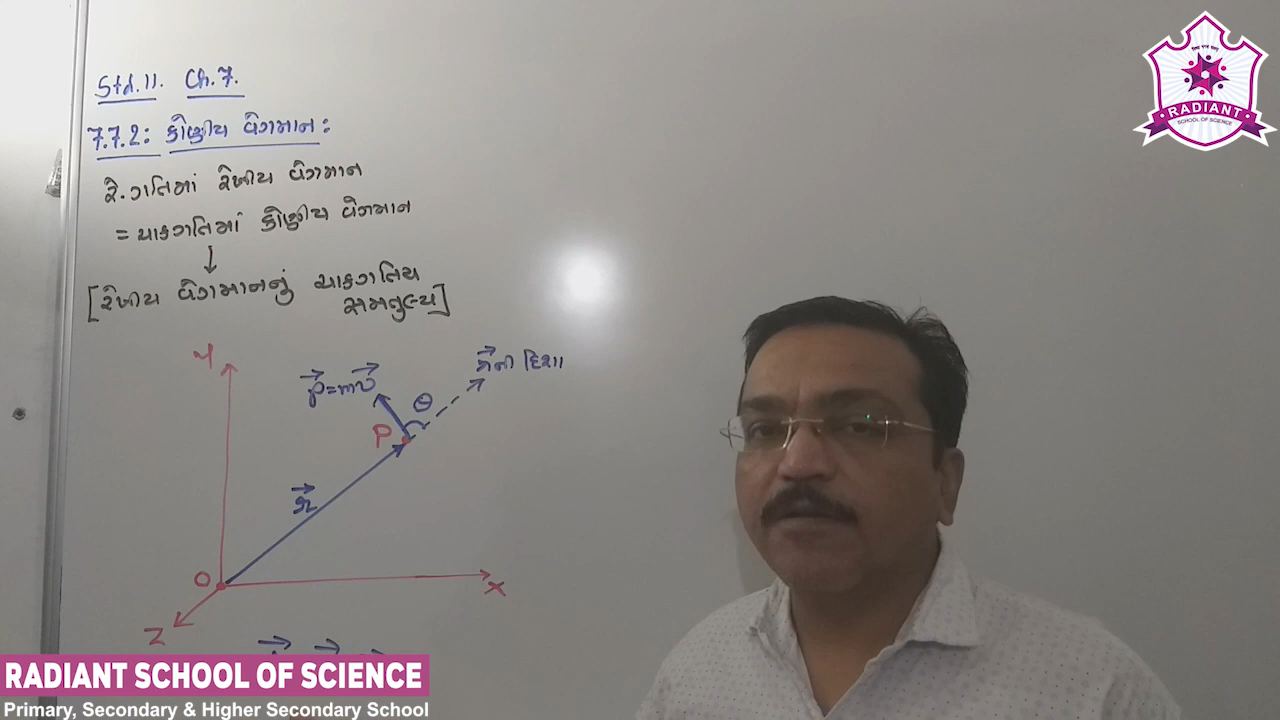 Std.11. Ch.7.
7.7.2: કોણીય વેગમાન:
રે.ગતિમાં રેખીય વેગમાન
= ચાકગતિમાં કોણીય વેગમાન
[રેખીય વેગમાનનું ચાકગતિય
સમતુલ્ય]
Y
p=mv
θ
r ની દિશા
P
r
O
X
Z
RADIANT
SCHOOL OF SCIENCE
RADIANT SCHOOL OF SCIENCE
Primary, Secondary & Higher Secondary School